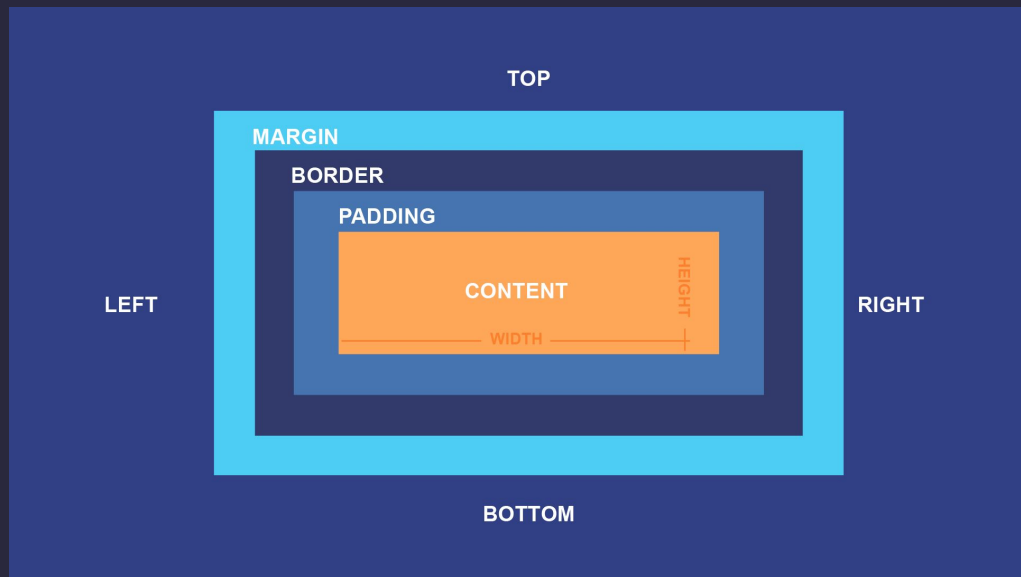 TOP
MARGIN
BORDER
PADDING
CONTENT
HEIGHT
LEFT
RIGHT
WIDTH
BOTTOM